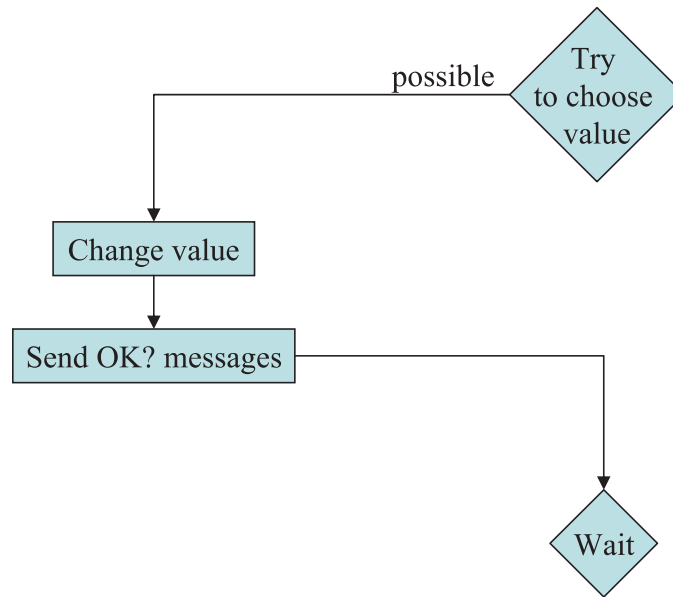 possible
Try
to choose
value
Change value
Send OK? messages
Wait